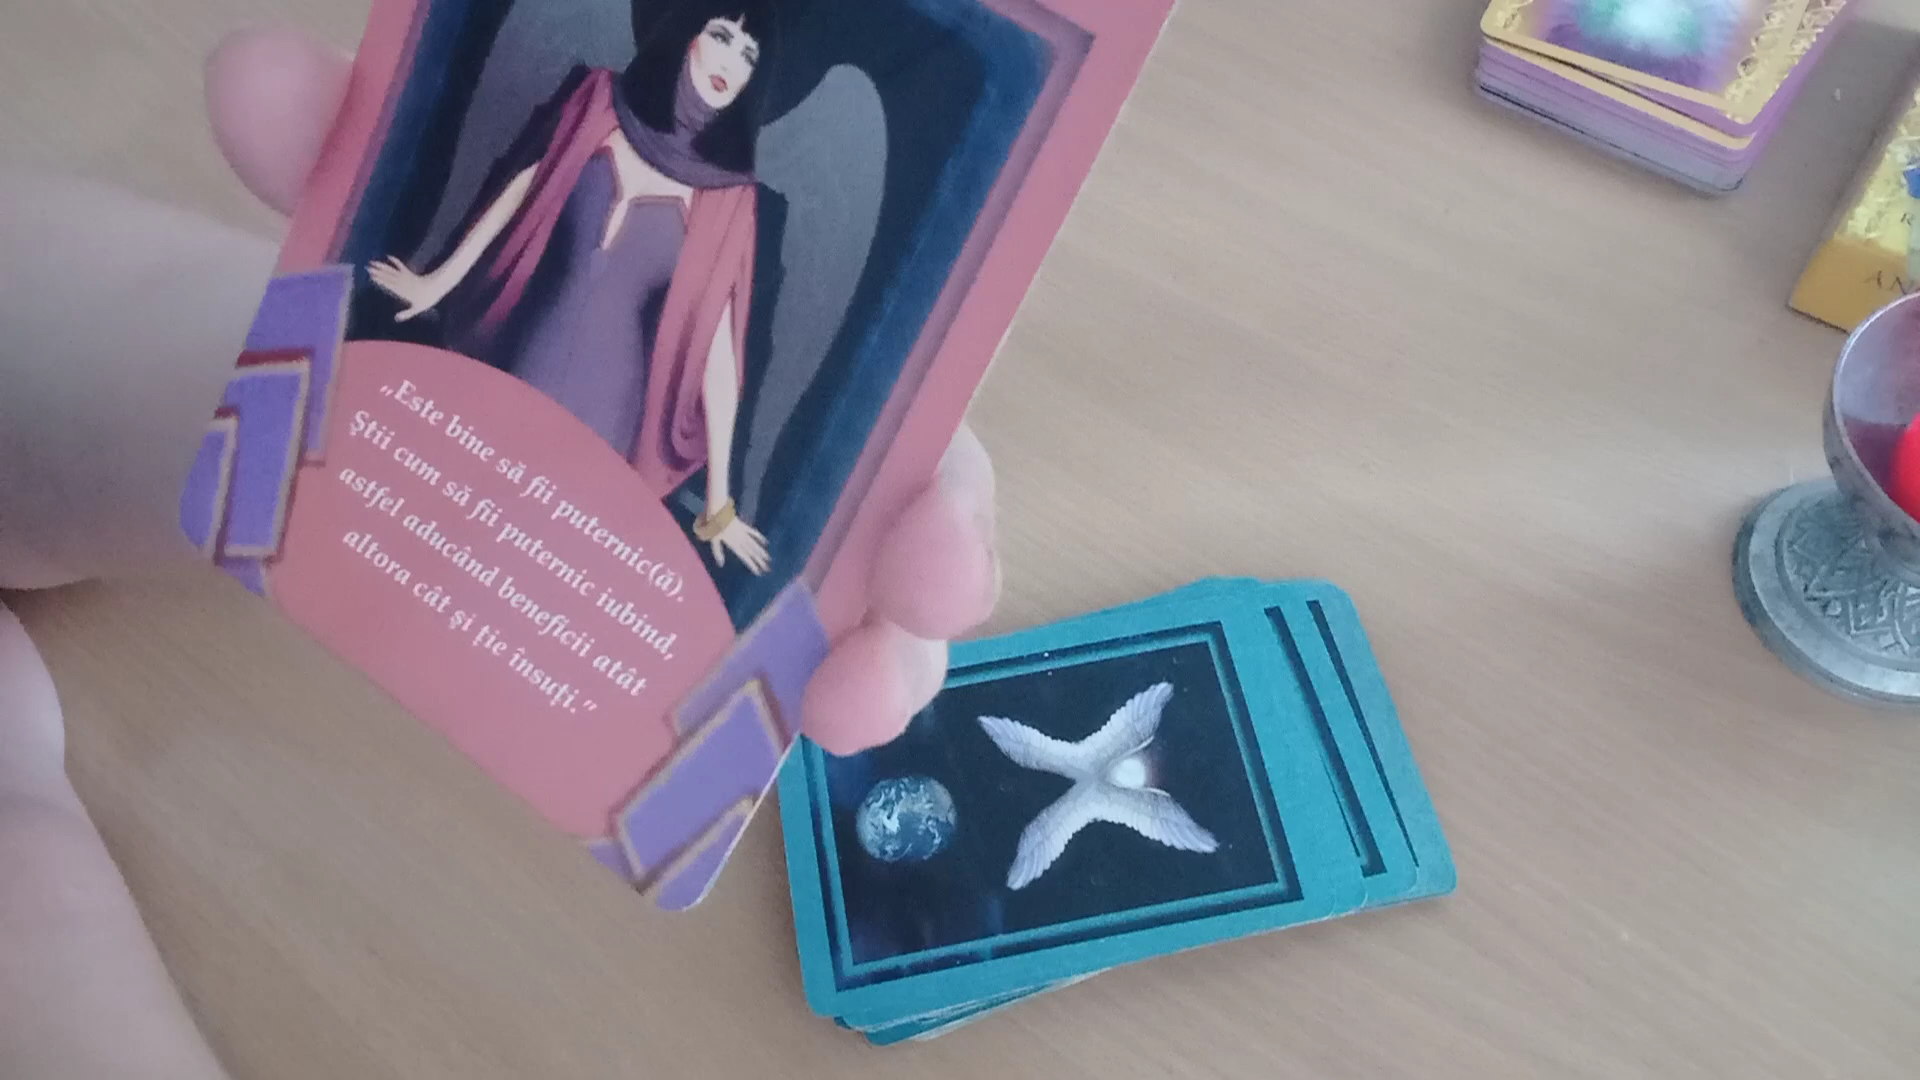 „Este bine să fii puternic(ă).
Știi cum să fii puternic iubind,
astfel aducând beneficii atât
altora cât și ție însuți.”